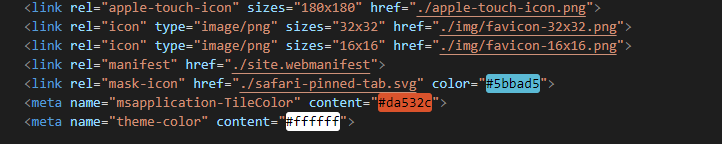 <link rel="apple-touch-icon" sizes="180x180" href="./apple-touch-icon.png">
<link rel="icon" type="image/png" sizes="32x32" href="./img/favicon-32x32.png">
<link rel="icon" type="image/png" sizes="16x16" href="./img/favicon-16x16.png">
<link rel="manifest" href="./site.webmanifest">
<link rel="mask-icon" href="./safari-pinned-tab.svg" color="#5bbad5">
<meta name="msapplication-TileColor" content="#da532c">
<meta name="theme-color" content="#ffffff">